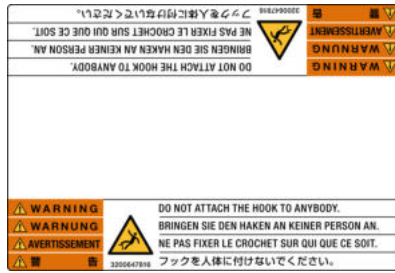 WARNING DO NOT ATTACH THE HOOK TO ANYBODY.
WARNUNG BRINGEN SIE DEN HAKEN AN KEINER PERSON AN.
AVERTISSEMENT NE PAS FIXER LE CROCHET SUR QUI QUE CE SOIT.
警告 3200647816 フックを人体に付けないでください。
WARNING DO NOT ATTACH THE HOOK TO ANYBODY.
WARNUNG BRINGEN SIE DEN HAKEN AN KEINER PERSON AN.
AVERTISSEMENT NE PAS FIXER LE CROCHET SUR QUI QUE CE SOIT.
警告 フックを人体に付けないでください。